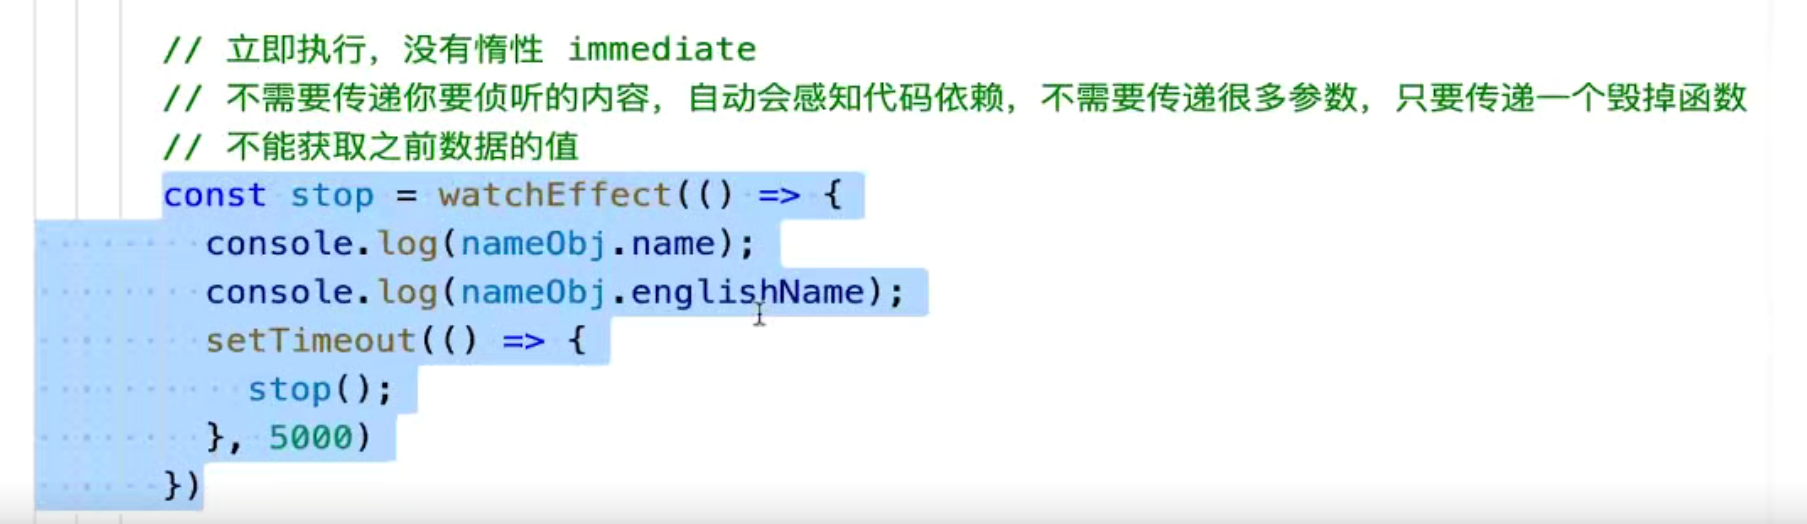 // 立即执行，没有惰性 immediate
// 不需要传递你要侦听的内容，自动会感知代码依赖，不需要传递很多参数，只要传递一个毁掉函数
// 不能获取之前数据的值
const stop = watchEffect(() => {
console.log(nameObj.name);
console.log(nameObj.englishName);
setTimeout(() => {
stop();
}, 5000)
})